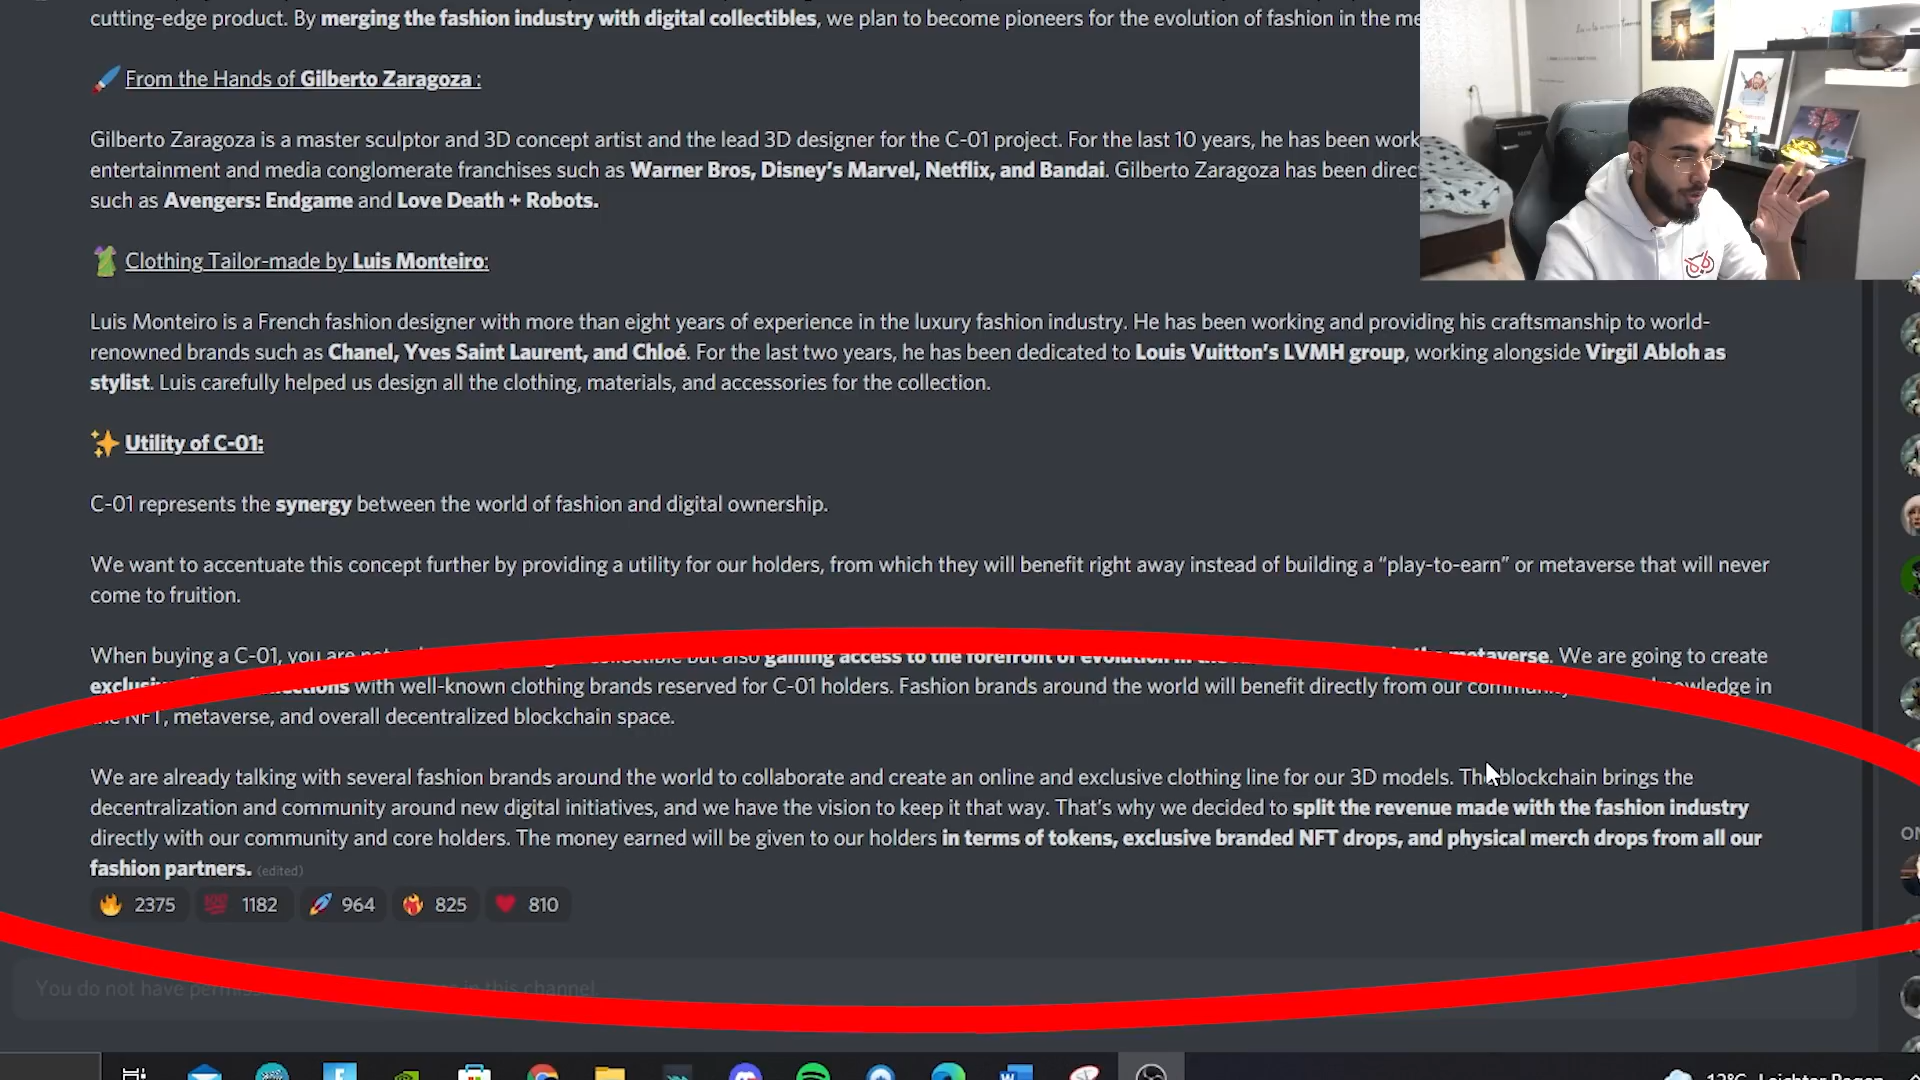 cutting-edge product. By merging the fashion industry with digital collectibles, we plan to become pioneers for the evolution of fashion in the me
From the Hands of Gilberto Zaragoza :
Gilberto Zaragoza is a master sculptor and 3D concept artist and the lead 3D designer for the C-01 project. For the last 10 years, he has been work
entertainment and media conglomerate franchises such as Warner Bros, Disney’s Marvel, Netflix, and Bandai. Gilberto Zaragoza has been direc
such as Avengers: Endgame and Love Death + Robots.
Clothing Tailor-made by Luis Monteiro:
Luis Monteiro is a French fashion designer with more than eight years of experience in the luxury fashion industry. He has been working and providing his craftsmanship to world-
renowned brands such as Chanel, Yves Saint Laurent, and Chloé. For the last two years, he has been dedicated to Louis Vuitton’s LVMH group, working alongside Virgil Abloh as
stylist. Luis carefully helped us design all the clothing, materials, and accessories for the collection.
Utility of C-01:
C-01 represents the synergy between the world of fashion and digital ownership.
We want to accentuate this concept further by providing a utility for our holders, from which they will benefit right away instead of building a “play-to-earn” or metaverse that will never
come to fruition.
When buying a C-01, you are but also gaining access to the forefront of evolution in metaverse. We are going to create
with well-known clothing brands reserved for C-01 holders. Fashion brands around the world will benefit directly from our in
NFT, metaverse, and overall decentralized blockchain space.
We are already talking with several fashion brands around the world to collaborate and create an online and exclusive clothing line for our 3D models. The blockchain brings the
decentralization and community around new digital initiatives, and we have the vision to keep it that way. That’s why we decided to split the revenue made with the fashion industry
directly with our community and core holders. The money earned will be given to our holders in terms of tokens, exclusive branded NFT drops, and physical merch drops from all our
fashion partners. (edited)
2375 1182 964 825 810
You do not have in this channel.
ON
12°C Leichter Regen